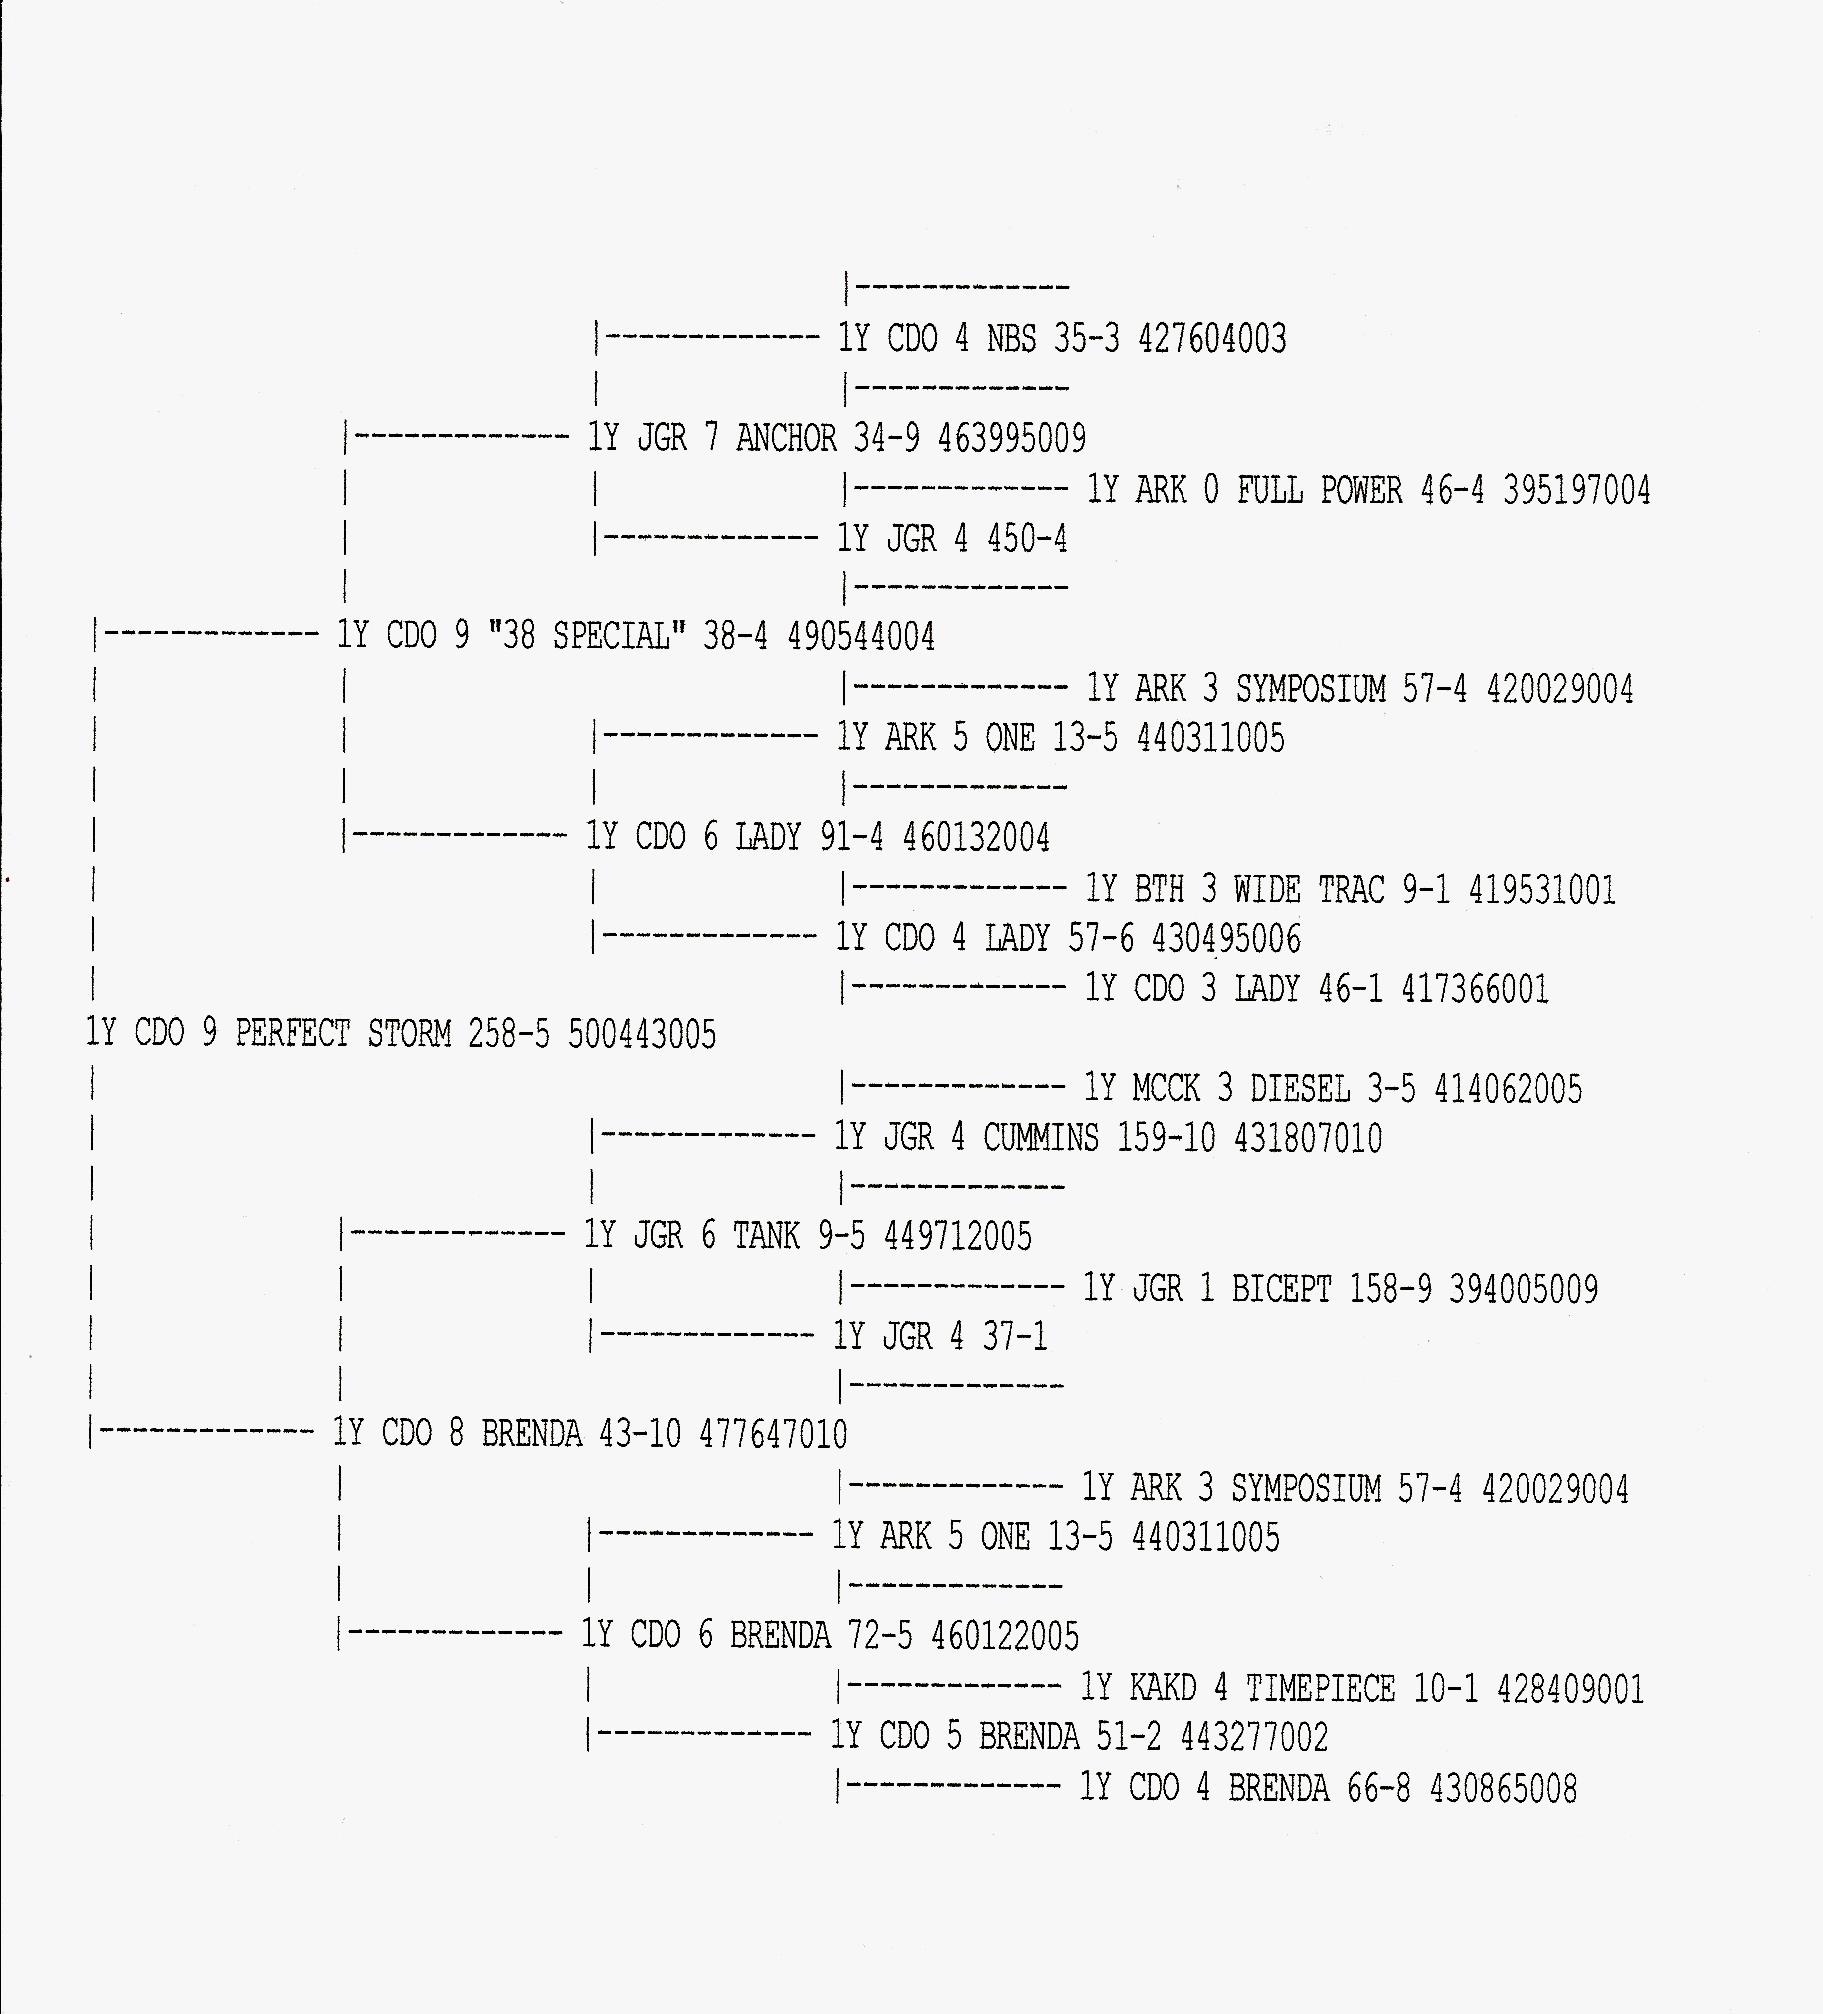 |-------------
|------------- 1Y CDO 4 NBS 35-3 427604003
| |-------------
|------------- 1Y JGR 7 ANCHOR 34-9 463995009
| | |------------- 1Y ARK 0 FULL POWER 46-4 395197004
| |------------- 1Y JGR 4 450-4
| |-------------
|------------- 1Y CDO 9 "38 SPECIAL" 38-4 490544004
| | |------------- 1Y ARK 3 SYMPOSIUM 57-4 420029004
| | |------------- 1Y ARK 5 ONE 13-5 440311005
| | | |-------------
| |------------- 1Y CDO 6 LADY 91-4 460132004
| | |------------- 1Y BTH 3 WIDE TRAC 9-1 419531001
| |------------- 1Y CDO 4 LADY 57-6 430495006
| |------------- 1Y CDO 3 LADY 46-1 417366001
1Y CDO 9 PERFECT STORM 258-5 500443005
| |------------- 1Y MCCK 3 DIESEL 3-5 414062005
| |------------- 1Y JGR 4 CUMMINS 159-10 431807010
| | |-------------
| |------------- 1Y JGR 6 TANK 9-5 449712005
| | | |------------- 1Y JGR 1 BICEPT 158-9 394005009
| | |------------- 1Y JGR 4 37-1
| | |-------------
|------------- 1Y CDO 8 BRENDA 43-10 477647010
| |------------- 1Y ARK 3 SYMPOSIUM 57-4 420029004
| |------------- 1Y ARK 5 ONE 13-5 440311005
| | |-------------
|------------- 1Y CDO 6 BRENDA 72-5 460122005
| |------------- 1Y KAKD 4 TIMEPIECE 10-1 428409001
|------------- 1Y CDO 5 BRENDA 51-2 443277002
|------------- 1Y CDO 4 BRENDA 66-8 430865008